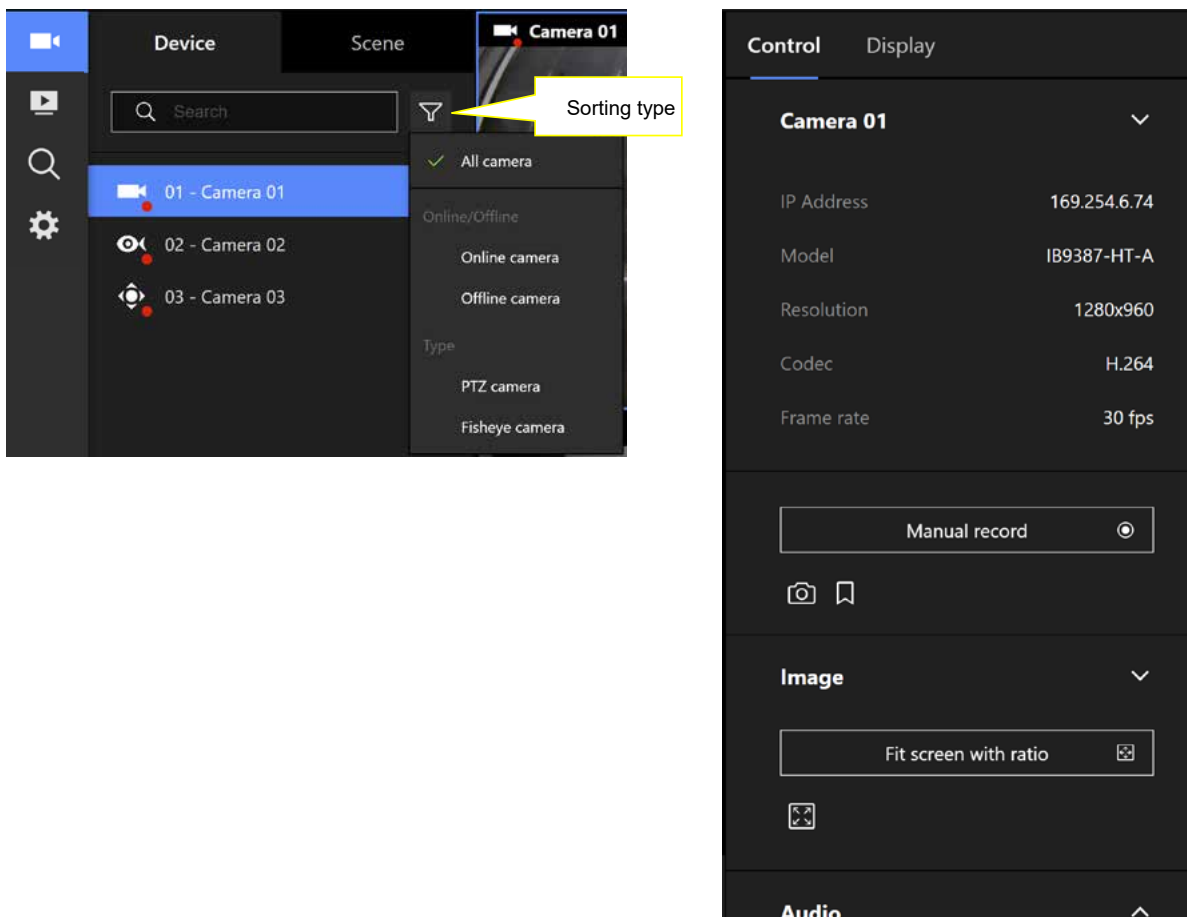 Device
Scene
Camera 01
Search
Sorting type
All camera
01 - Camera 01
Online/Offline
02 - Camera 02
Online camera
03 - Camera 03
Offline camera
Type
PTZ camera
Fisheye camera
Control
Display
Camera 01
IP Address 169.254.6.74
Model IB9387-HT-A
Resolution 1280x960
Codec H.264
Frame rate 30 fps
Manual record
Image
Fit screen with ratio
Audio